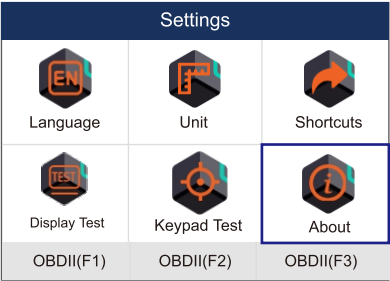 Settings
EN
Language Unit Shortcuts
TEST
Display Test Keypad Test About
OBDII(F1) OBDII(F2) OBDII(F3)